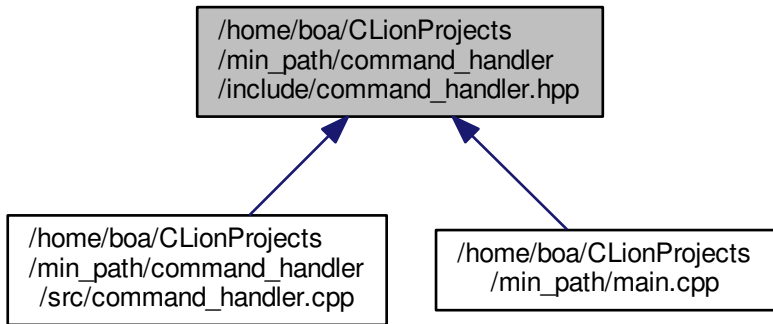 /home/boa/CLionProjects
/min_path/command_handler
/include/command_handler.hpp
/home/boa/CLionProjects
/min_path/command_handler
/src/command_handler.cpp
/home/boa/CLionProjects
/min_path/main.cpp